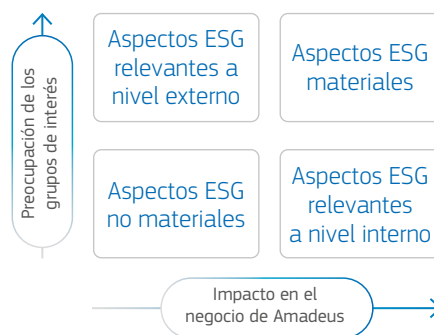 Preocupación de los
grupos de interés
Aspectos ESG
relevantes a
nivel externo
Aspectos ESG
materiales
Aspectos ESG
no materiales
Aspectos ESG
relevantes
a nivel interno
Impacto en el
negocio de Amadeus